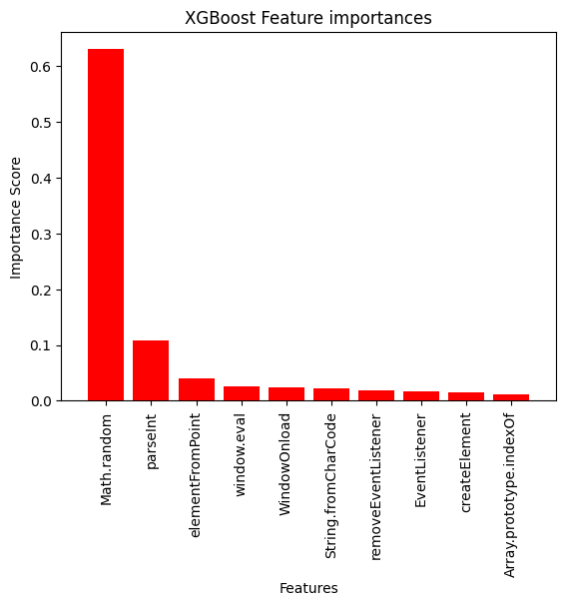 XGBoost Feature importances
Importance Score
0.6
0.5
0.4
0.3
0.2
0.1
0.0
Math.random
parseInt
elementFromPoint
window.eval
WindowOnload
String.fromCharCode
removeEventListener
EventListener
createElement
Array.prototype.indexOf
Features